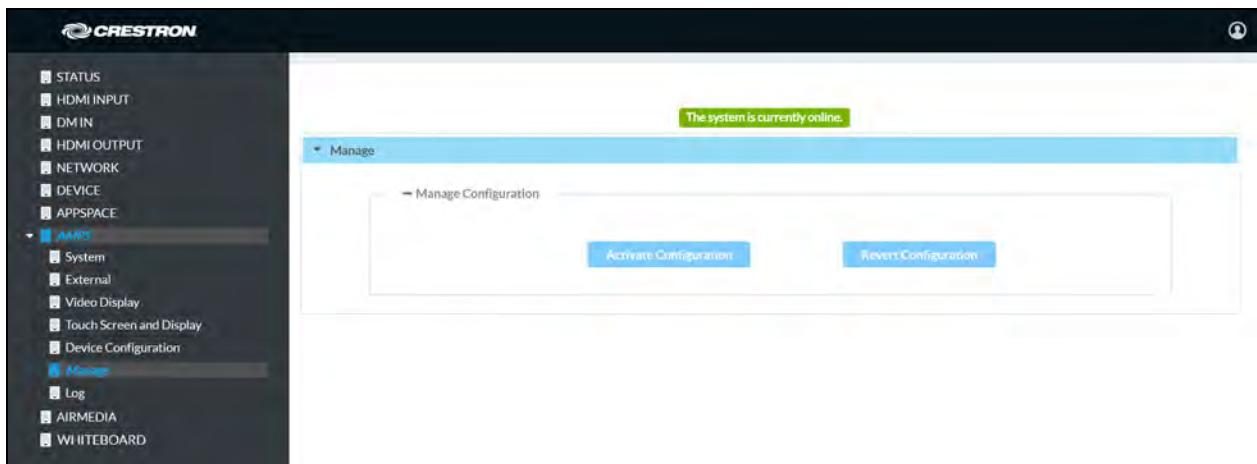 CRESTRON
STATUS
HDMI INPUT
DM IN
HDMI OUTPUT
NETWORK
DEVICE
APPSPACE
AMPS
System
External
Video Display
Touch Screen and Display
Device Configuration
Manage
Log
AIRMEDIA
WHITEBOARD
The system is currently online.
Manage
Manage Configuration
Activate Configuration
Revert Configuration